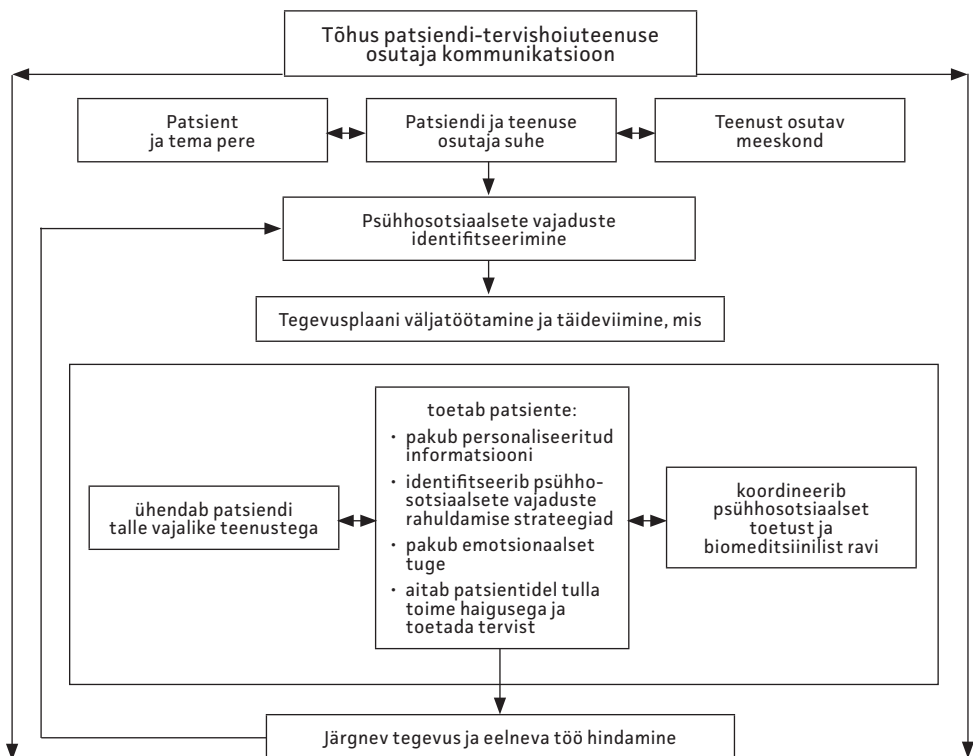 Tõhus patsiendi-tervishoiuteenuse
osutaja kommunikatsioon
Patsient
ja tema pere
Patsiendi ja teenuse
osutaja suhe
Teenust osutav
meeskond
Psühhosotsiaalsete vajaduste
identifitseerimine
Tegevusplaani väljatöötamine ja täideviimine, mis
ühendab patsiendi
talle vajalike teenustega
toetab patsiente:
· pakub personaliseeritud
informatsiooni
· identifitseerib psühho-
sotsiaalsete vajaduste
rahuldamise strateegiad
· pakub emotsionaalset
tuge
· aitab patsientidel tulla
toime haigusega ja
toetada tervist
koordineerib
psühhosotsiaalset
toetust ja
biomeditsiinilist ravi
Järgnev tegevus ja eelneva töö hindamine